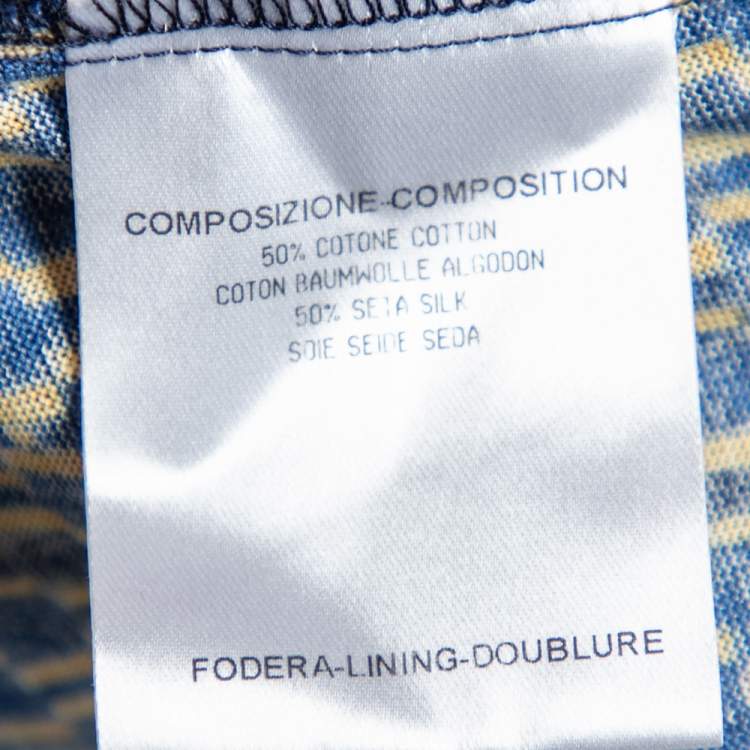 COMPOSIZIONE-COMPOSITION
50% COTONE COTTON
COTON BAUMWOLLE ALGODON
50% SETA SILK
SOIE SEIDE SEDA
FODERA-LINING-DOUBLURE